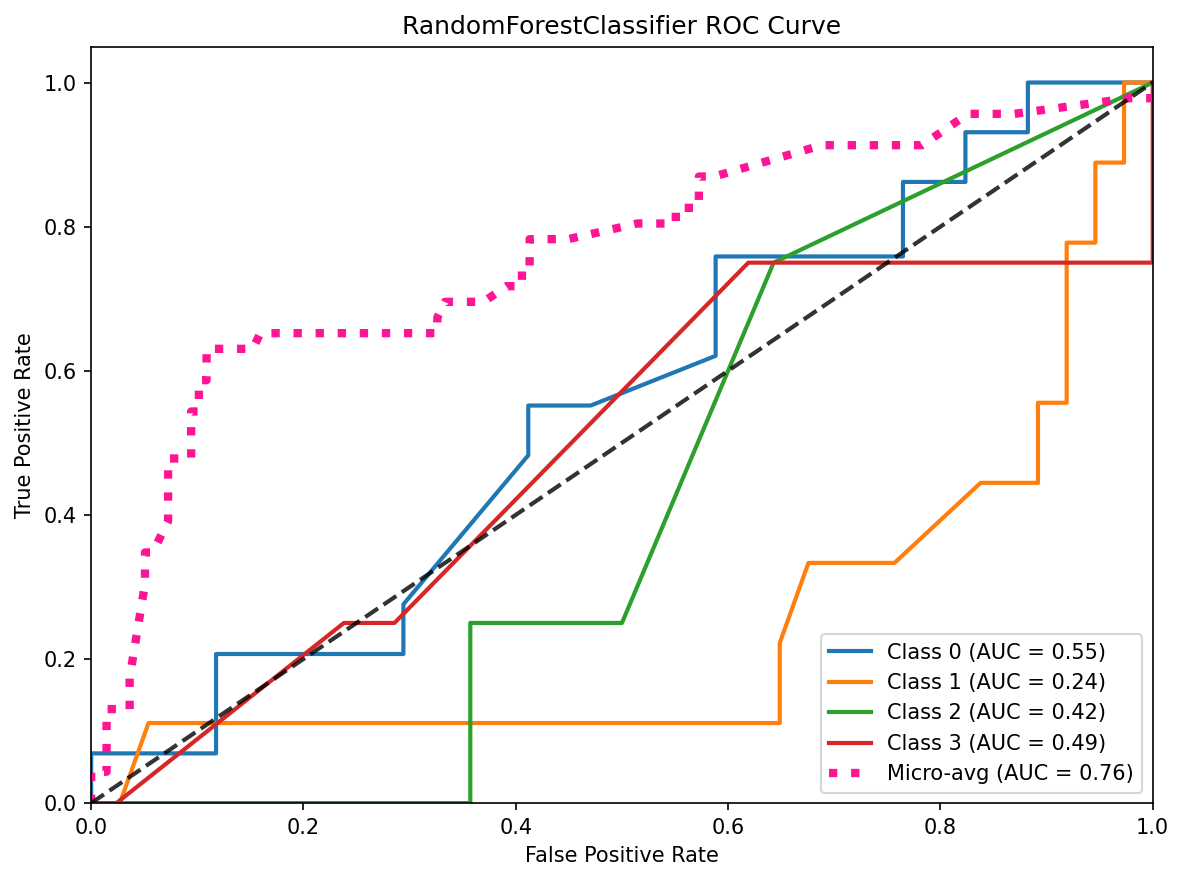 RandomForestClassifier ROC Curve
True Positive Rate
1.0
0.8
0.6
0.4
0.2
0.0
Class 0 (AUC = 0.55)
Class 1 (AUC = 0.24)
Class 2 (AUC = 0.42)
Class 3 (AUC = 0.49)
Micro-avg (AUC = 0.76)
0.0 0.2 0.4 0.6 0.8 1.0
False Positive Rate